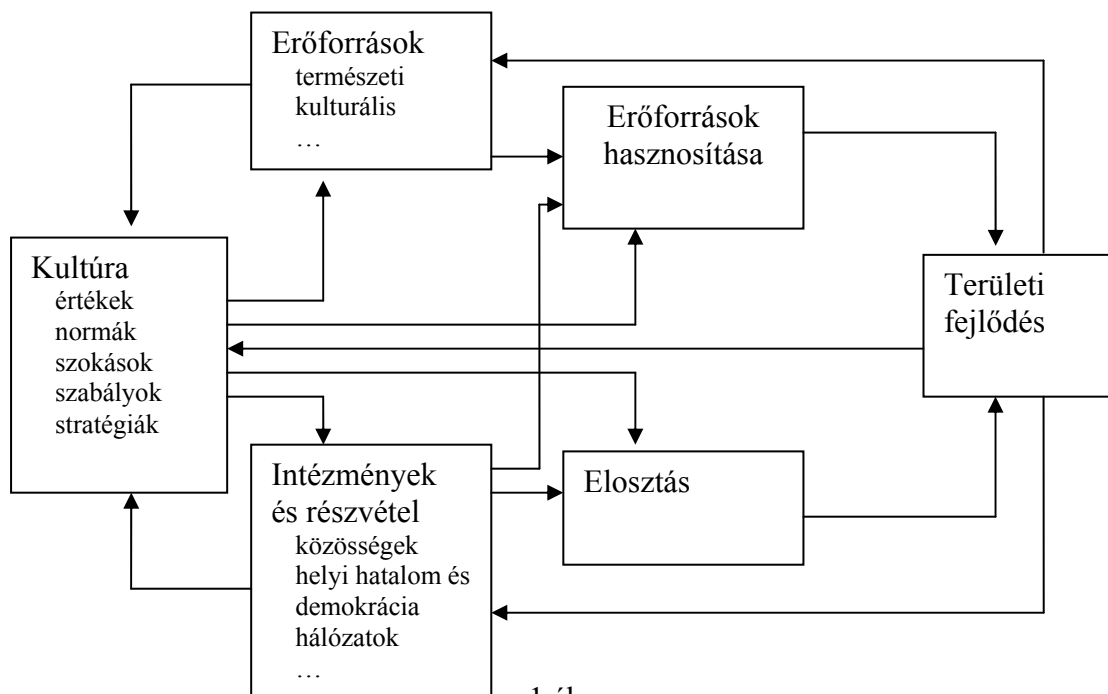 Erőforrások
természeti
kulturális
…
Erőforrások
hasznosítása
Kultúra
értékek
normák
szokások
szabályok
stratégiák
Területi
fejlődés
Intézmények
és részvétel
közösségek
helyi hatalom és
demokrácia
hálózatok
…
Elosztás